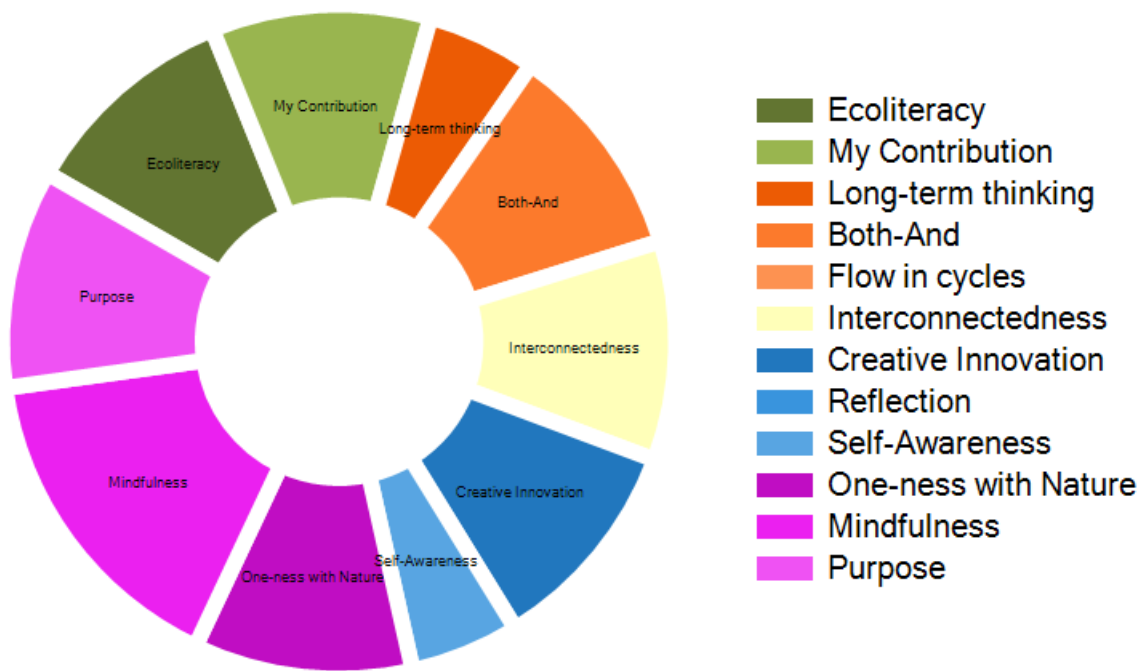 My Contribution
Long-term thinking
Ecoliteracy
Both-And
Purpose
Interconnectedness
Mindfulness
Creative Innovation
Self-Awareness
One-ness with Nature
Ecoliteracy
My Contribution
Long-term thinking
Both-And
Flow in cycles
Interconnectedness
Creative Innovation
Reflection
Self-Awareness
One-ness with Nature
Mindfulness
Purpose